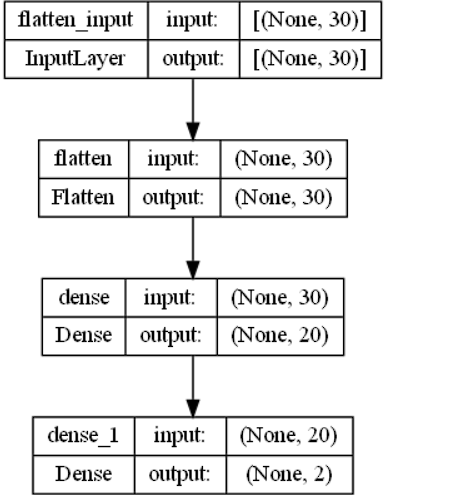 flatten_input input: [(None, 30)]
InputLayer output: [(None, 30)]
flatten input: (None, 30)
Flatten output: (None, 30)
dense input: (None, 30)
Dense output: (None, 20)
dense_1 input: (None, 20)
Dense output: (None, 2)